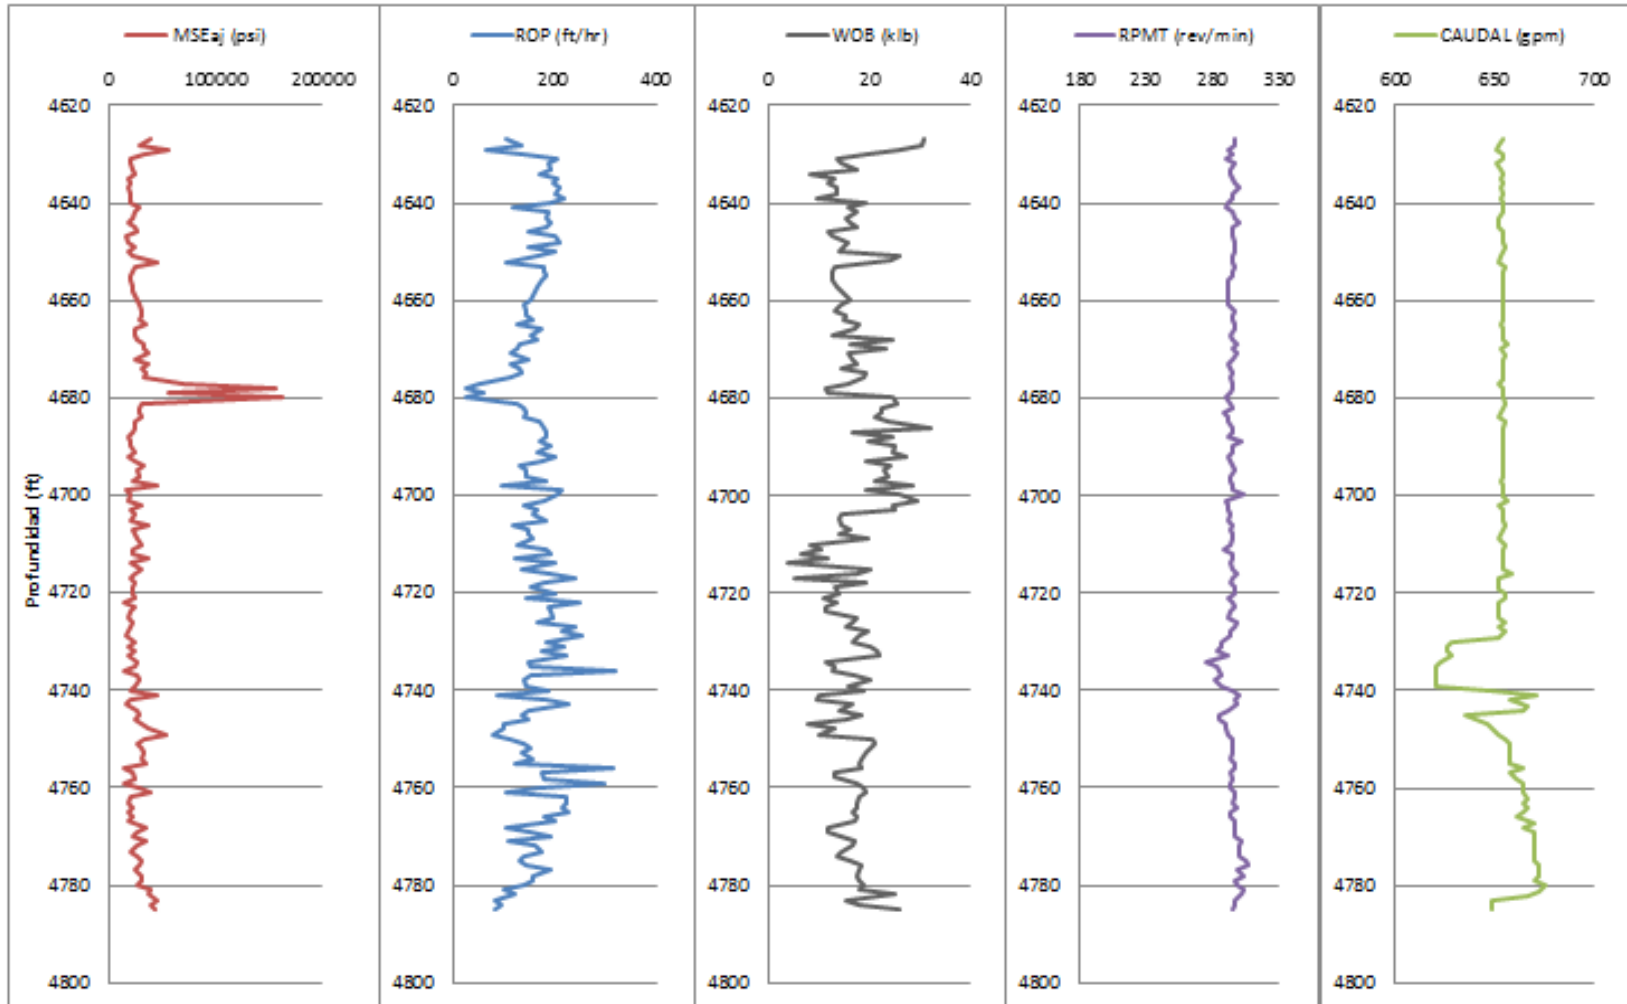 MSEaj (psi) ROP (ft/hr) WOB (klb) RPMT (rev/min) CAUDAL (gpm)
0 100000 200000 0 200 400 0 20 40 180 230 280 330 600 650 700
4620 4620 4620 4620 4620
4640 4640 4640 4640 4640
4660 4660 4660 4660 4660
4680 4680 4680 4680 4680
4700 4700 4700 4700 4700
Profundidad (ft)
4720 4720 4720 4720 4720
4740 4740 4740 4740 4740
4760 4760 4760 4760 4760
4780 4780 4780 4780 4780
4800 4800 4800 4800 4800